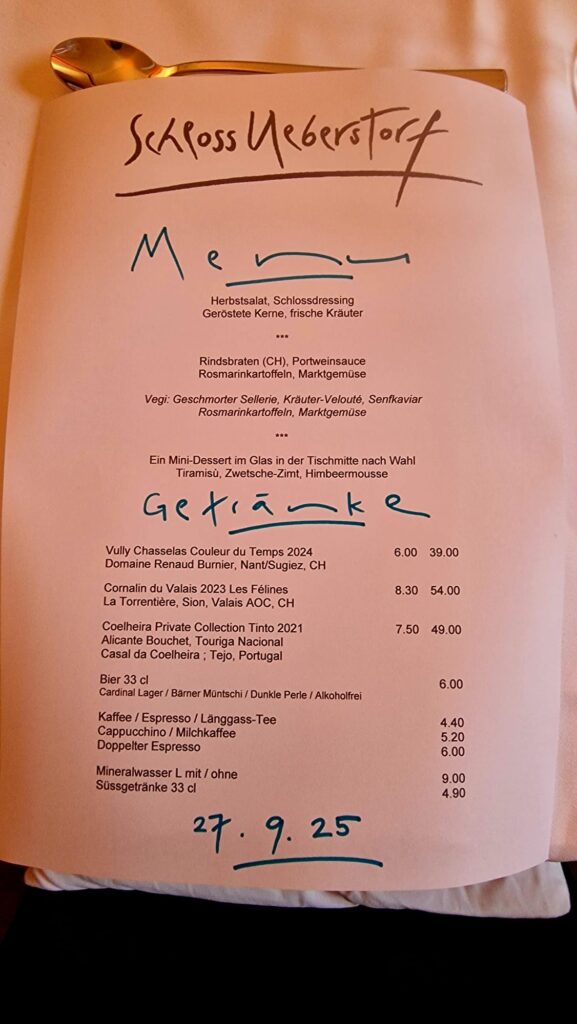 Schloss Ueberstorf
Menu
Herbstsalat, Schlossdressing
Geröstete Kerne, frische Kräuter
***
Rindsbraten (CH), Portweinsauce
Rosmarinkartoffeln, Marktgemüse
Vegi: Geschmorter Sellerie, Kräuter-Velouté, Senfkaviar
Rosmarinkartoffeln, Marktgemüse
***
Ein Mini-Dessert im Glas in der Tischmitte nach Wahl
Tiramisù, Zwetsche-Zimt, Himbeermousse
Getränke
Vully Chasselas Couleur du Temps 2024 6.00 39.00
Domaine Renaud Burnier, Nant/Sugiez, CH
Cornalin du Valais 2023 Les Félines 8.30 54.00
La Torrentière, Sion, Valais AOC, CH
Coelheira Private Collection Tinto 2021 7.50 49.00
Alicante Bouchet, Touriga Nacional
Casal da Coelheira ; Tejo, Portugal
Bier 33 cl 6.00
Cardinal Lager / Bärner Müntschi / Dunkle Perle / Alkoholfrei
Kaffee / Espresso / Länggass-Tee 4.40
Cappuccino / Milchkaffee 5.20
Doppelter Espresso 6.00
Mineralwasser L mit / ohne 9.00
Süssgetränke 33 cl 4.90
27. 9. 25